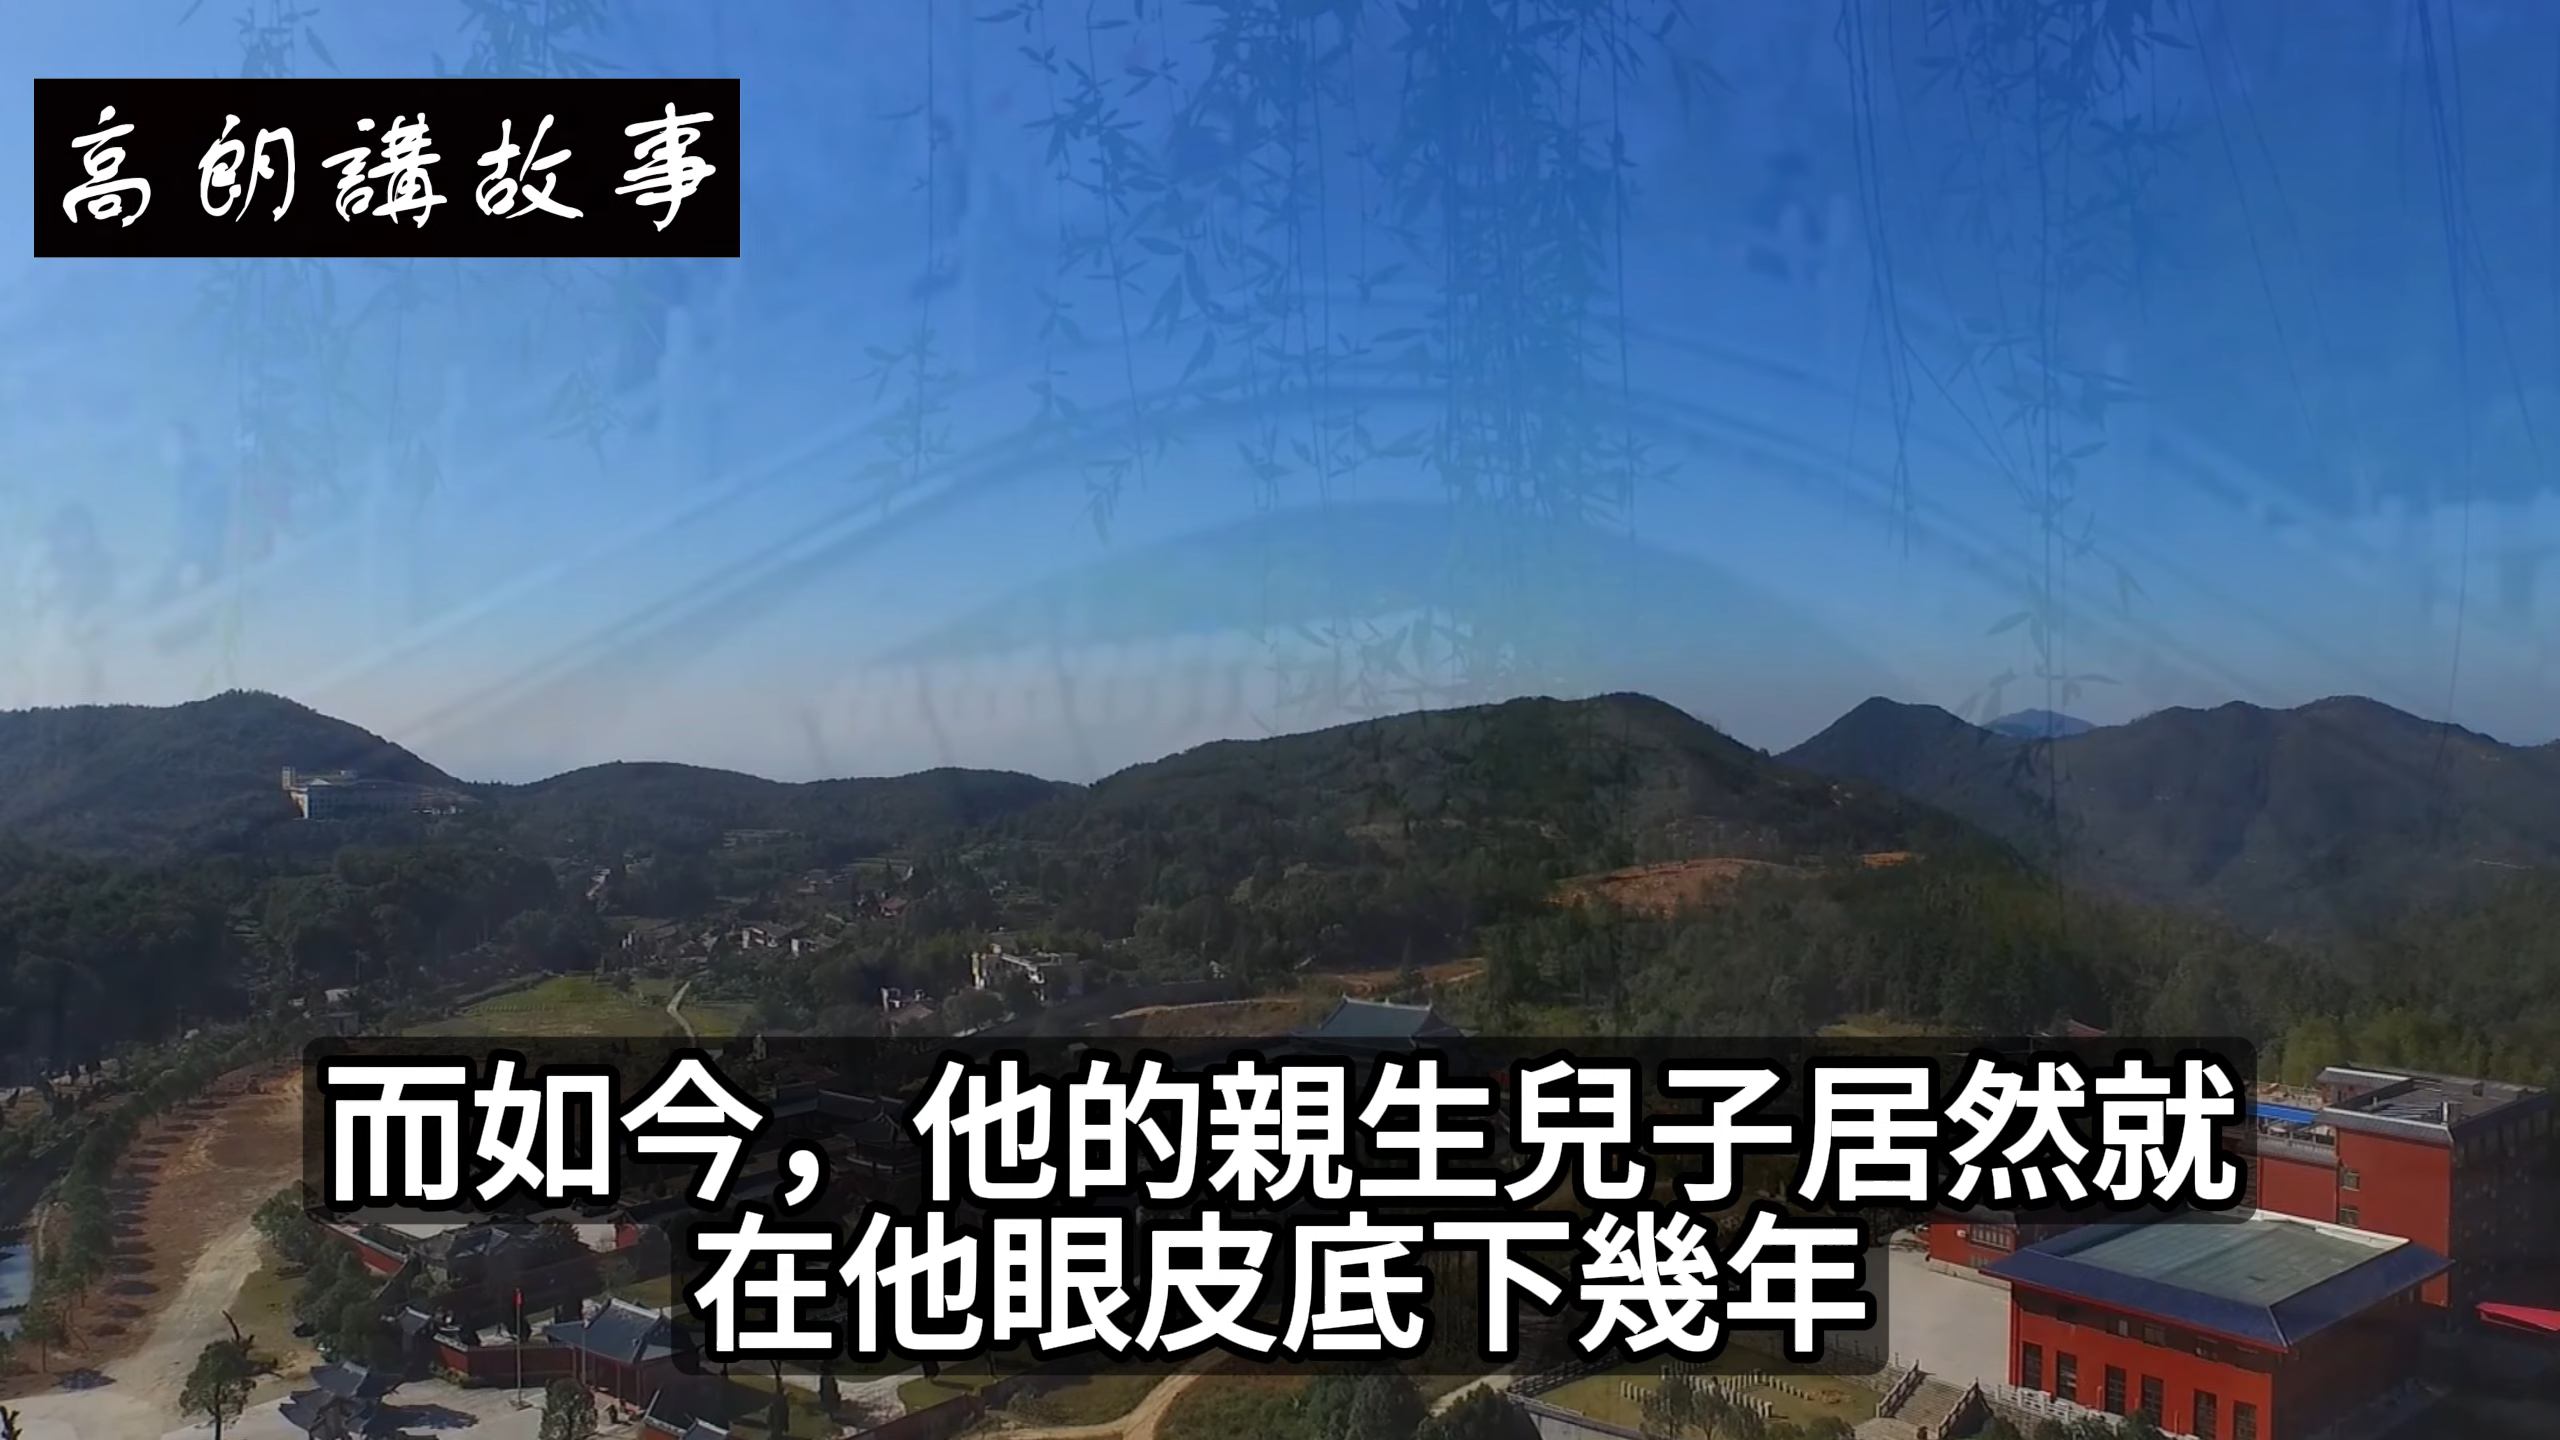 高朗講故事
而如今，他的親生兒子居然就
在他眼皮底下幾年